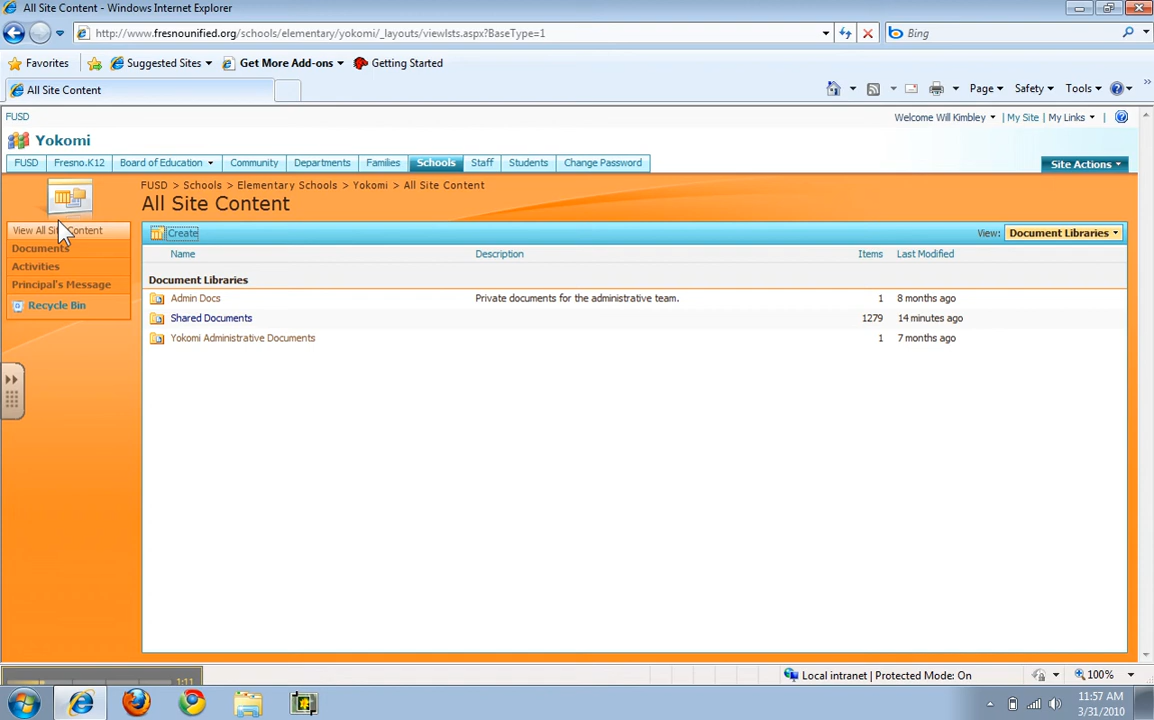 All Site Content - Windows Internet Explorer
http://www.fresnounified.org/schools/elementary/yokomi/_layouts/viewlsts.aspx?BaseType=1
Bing
Favorites Suggested Sites Get More Add-ons Getting Started
All Site Content
Page Safety Tools
FUSD
Welcome Will Kimbley | My Site | My Links |
Yokomi
FUSD Fresno.K12 Board of Education Community Departments Families Schools Staff Students Change Password
Site Actions
FUSD > Schools > Elementary Schools > Yokomi > All Site Content
All Site Content
View All Site Content
Documents
Activities
Principal's Message
Recycle Bin
Create
View: Document Libraries
Name Description Items Last Modified
Document Libraries
Admin Docs Private documents for the administrative team. 1 8 months ago
Shared Documents 1279 14 minutes ago
Yokomi Administrative Documents 1 7 months ago
1:11
Local intranet | Protected Mode: On
100%
11:57 AM
3/31/2010